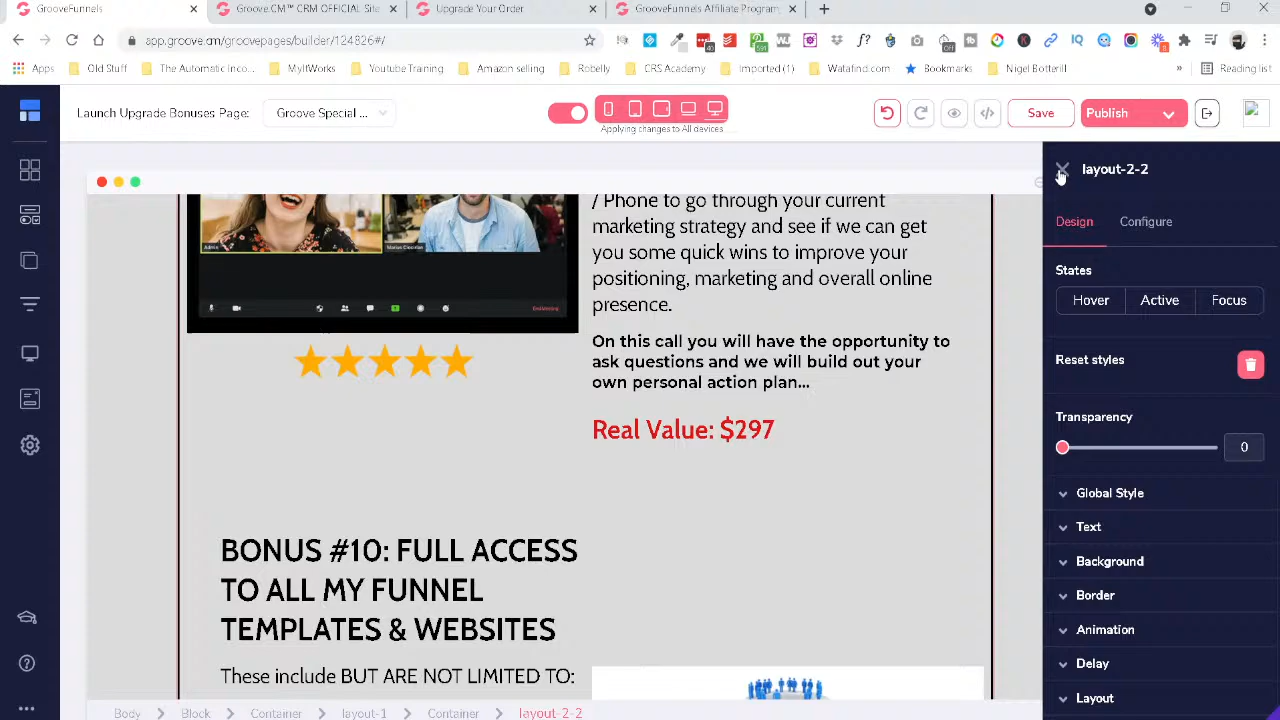 GrooveFunnels
Groove.CM™ CRM OFFICIAL Site
Upgrade Your Order
GrooveFunnels Affiliate Program
app.groove.cm/groovepages/builder/124826#/
Apps
Old Stuff
The Automatic Inco...
MyItWorks
Youtube Training
Amazon selling
Robelly
CRS Academy
Imported (1)
Watafind.com
Bookmarks
Nigel Botterill
»
Reading list
Launch Upgrade Bonuses Page:
Groove Special ...
Applying changes to All devices
Save
Publish
layout-2-2
Design
Configure
States
Hover
Active
Focus
Reset styles
Transparency
0
Global Style
Text
Background
Border
Animation
Delay
Layout
/ Phone to go through your current
marketing strategy and see if we can get
you some quick wins to improve your
positioning, marketing and overall online
presence.
On this call you will have the opportunity to
ask questions and we will build out your
own personal action plan...
Real Value: $297
BONUS #10: FULL ACCESS
TO ALL MY FUNNEL
TEMPLATES & WEBSITES
These include BUT ARE NOT LIMITED TO:
Body
Block
Container
layout-1
Container
layout-2-2